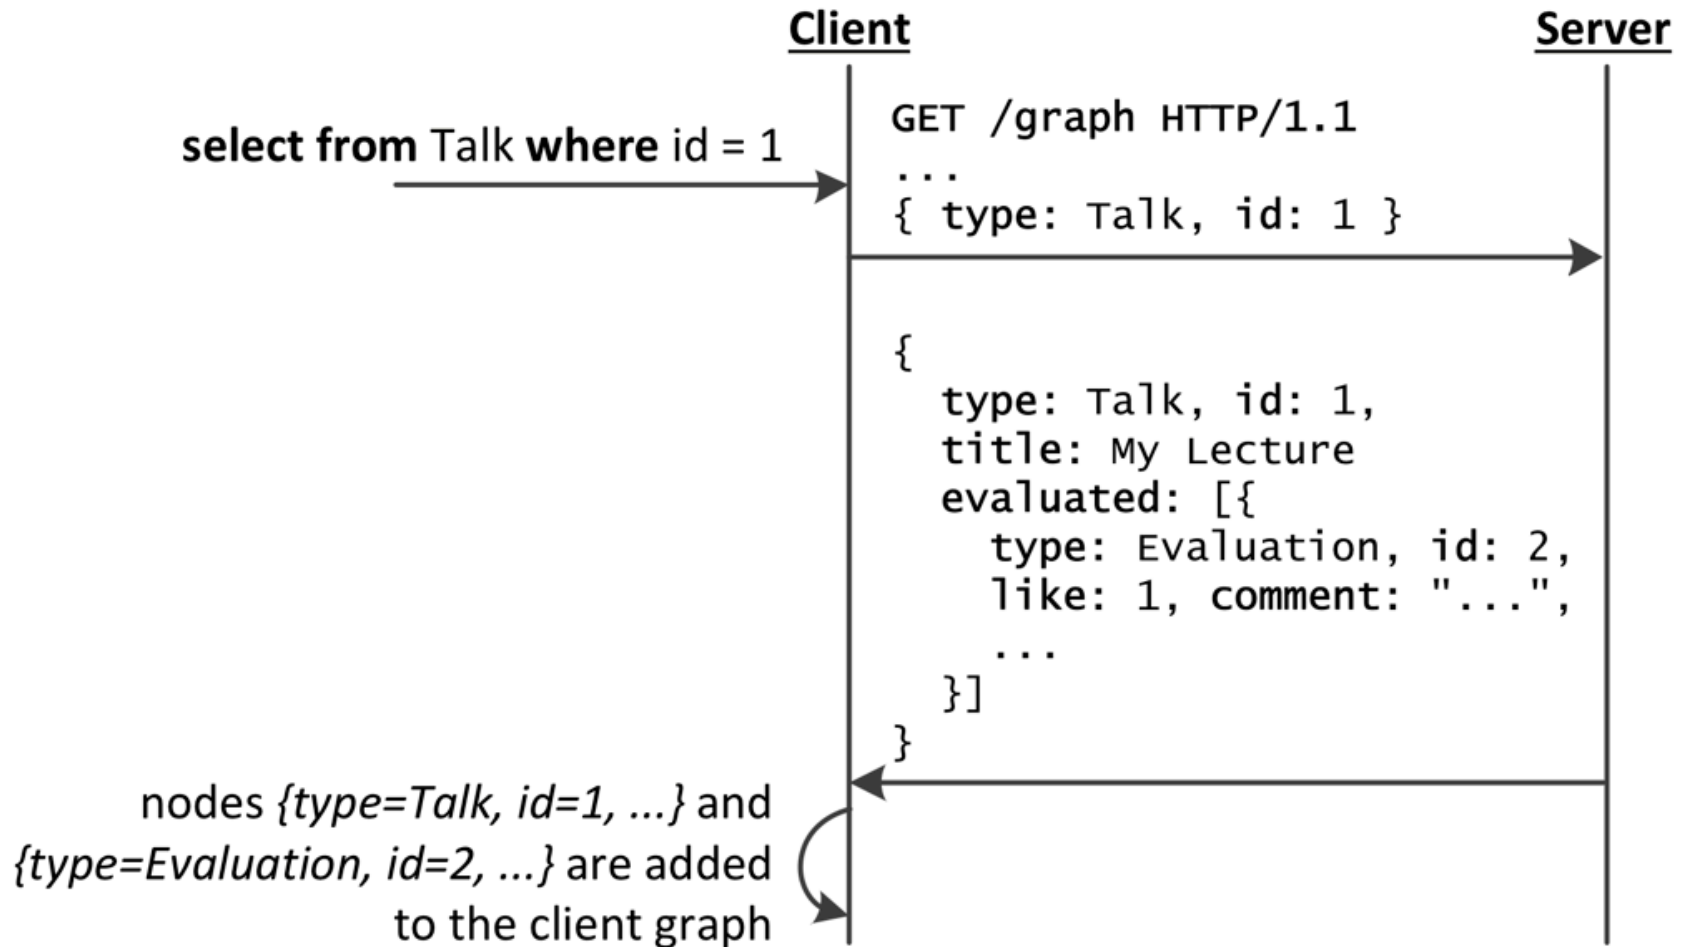 Client
Server
select from Talk where id = 1
GET /graph HTTP/1.1
...
{ type: Talk, id: 1 }
{
type: Talk, id: 1,
title: My Lecture
evaluated: [{
type: Evaluation, id: 2,
like: 1, comment: "...",
...
}]
}
nodes {type=Talk, id=1, ...} and
{type=Evaluation, id=2, ...} are added
to the client graph